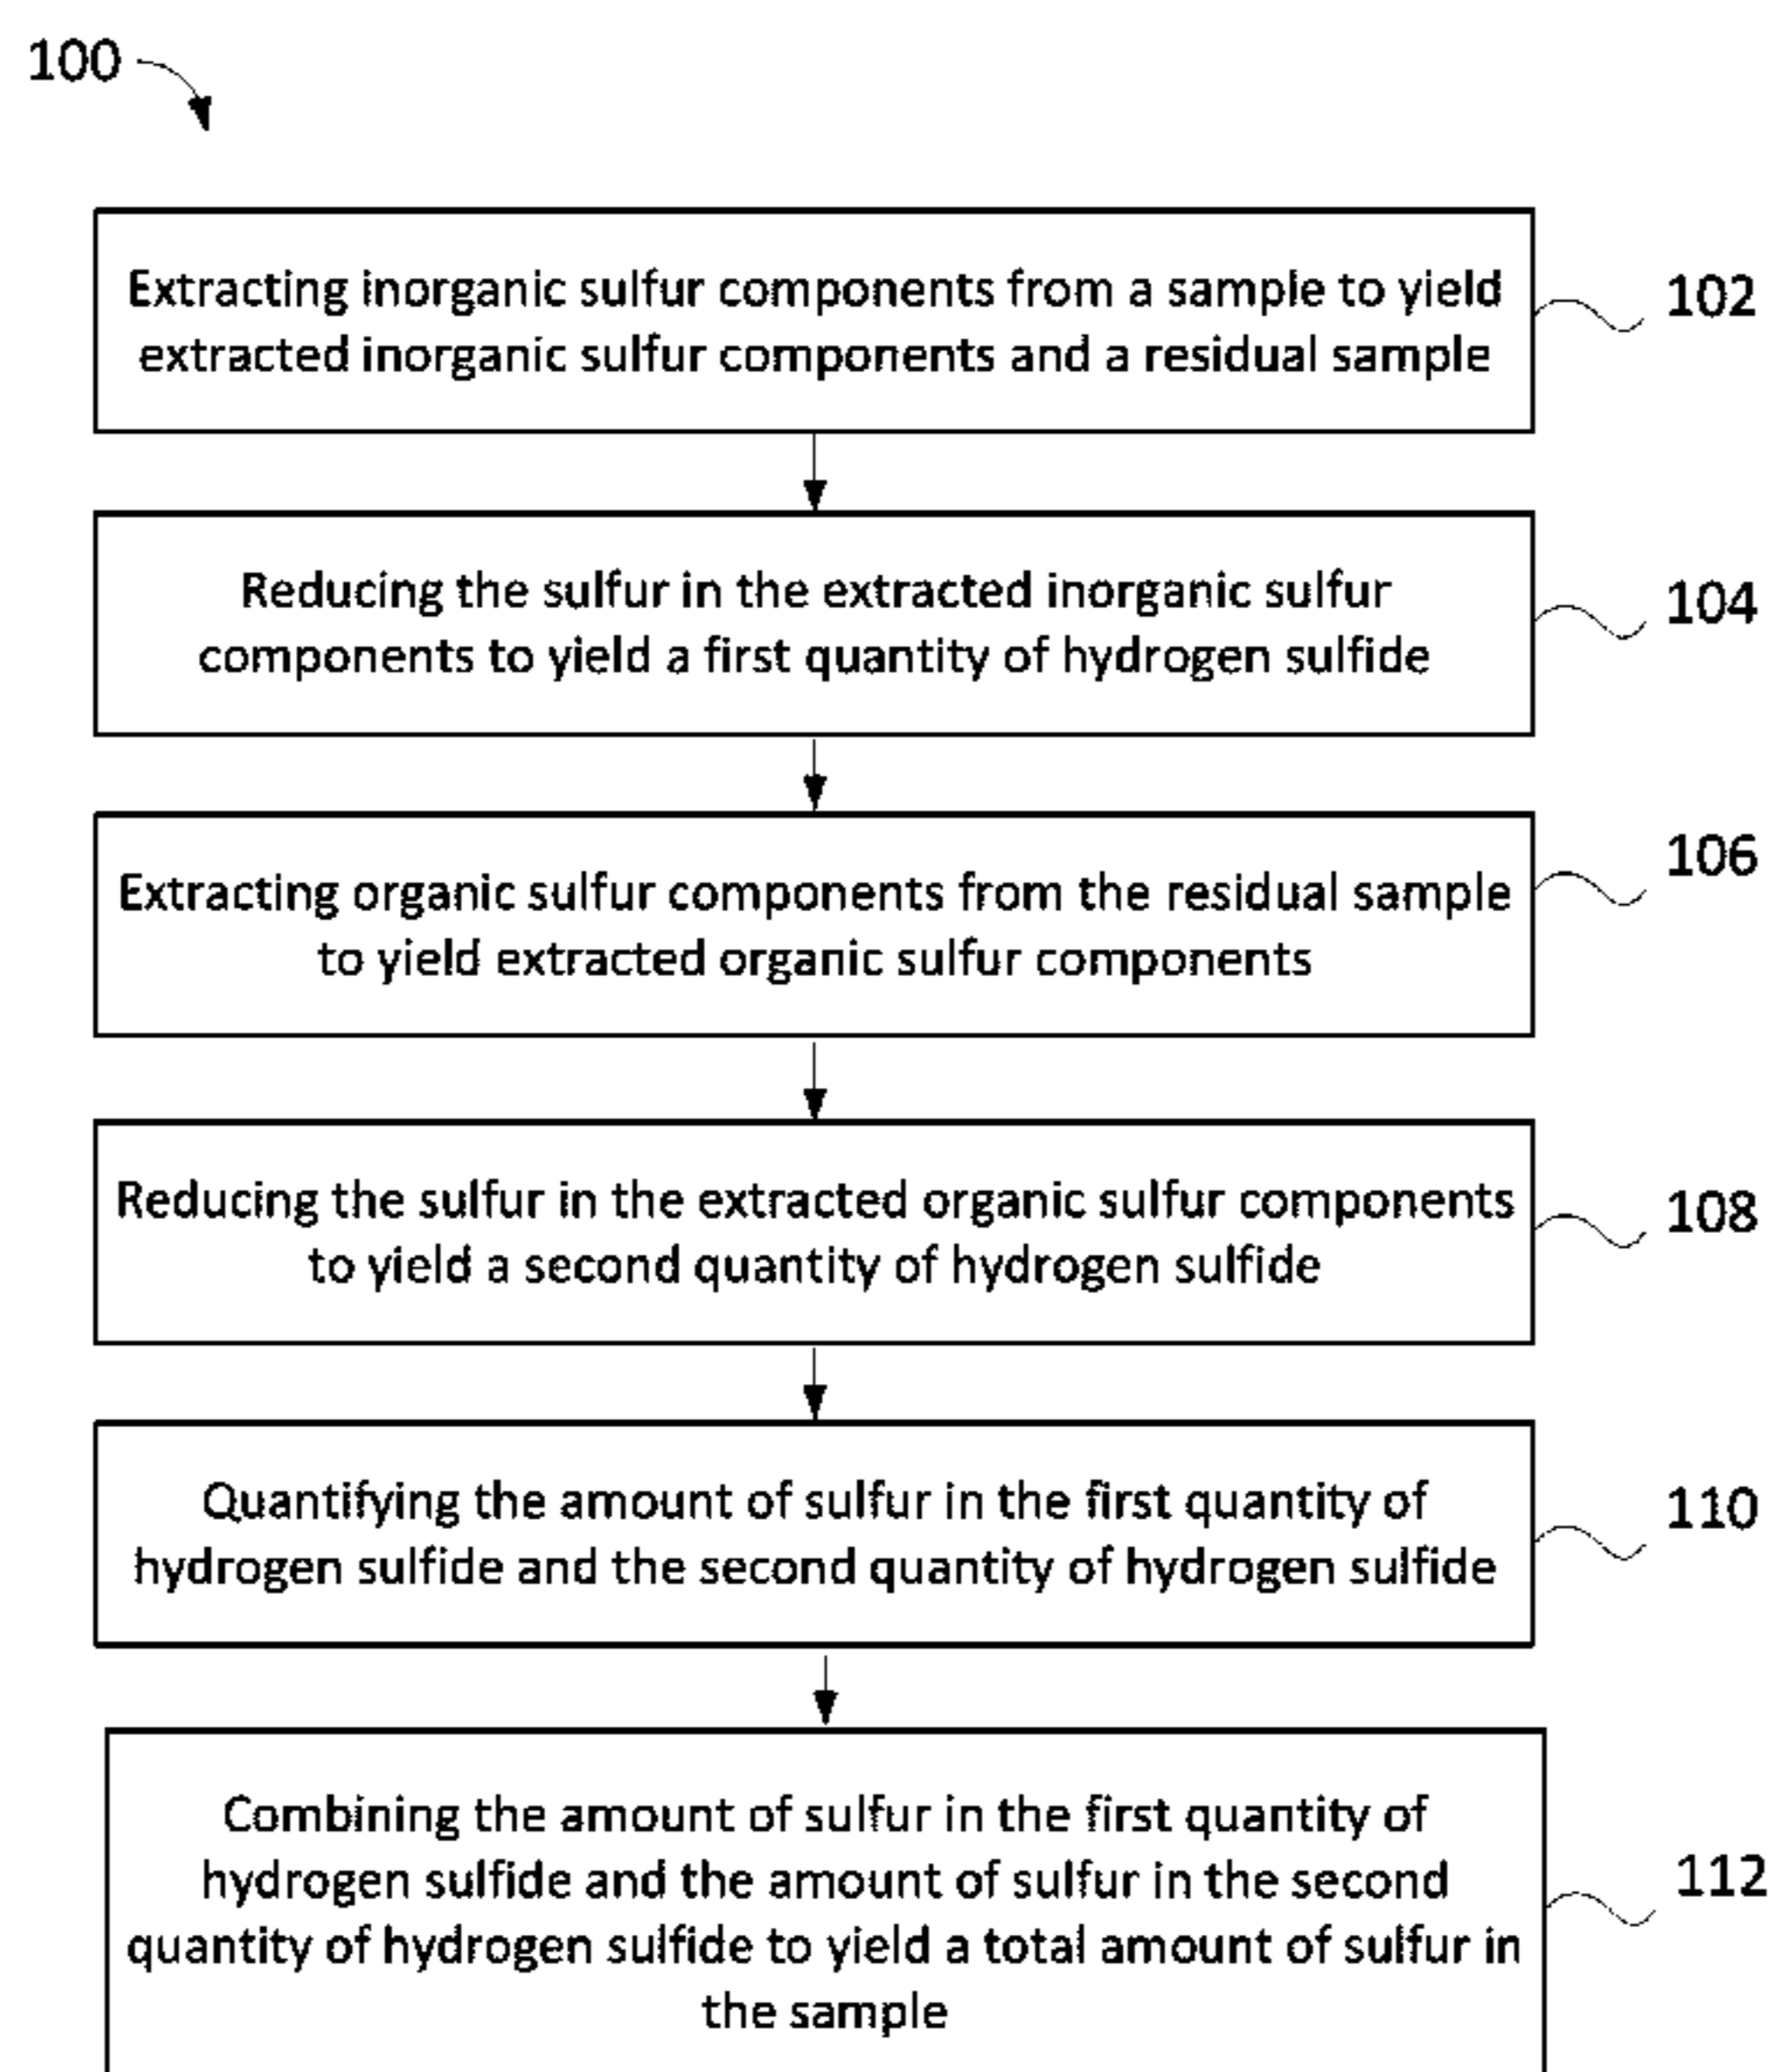 100
Extracting inorganic sulfur components from a sample to yield
extracted inorganic sulfur components and a residual sample
102
Reducing the sulfur in the extracted inorganic sulfur
components to yield a first quantity of hydrogen sulfide
104
Extracting organic sulfur components from the residual sample
to yield extracted organic sulfur components
106
Reducing the sulfur in the extracted organic sulfur components
to yield a second quantity of hydrogen sulfide
108
Quantifying the amount of sulfur in the first quantity of
hydrogen sulfide and the second quantity of hydrogen sulfide
110
Combining the amount of sulfur in the first quantity of
hydrogen sulfide and the amount of sulfur in the second
quantity of hydrogen sulfide to yield a total amount of sulfur in
the sample
112